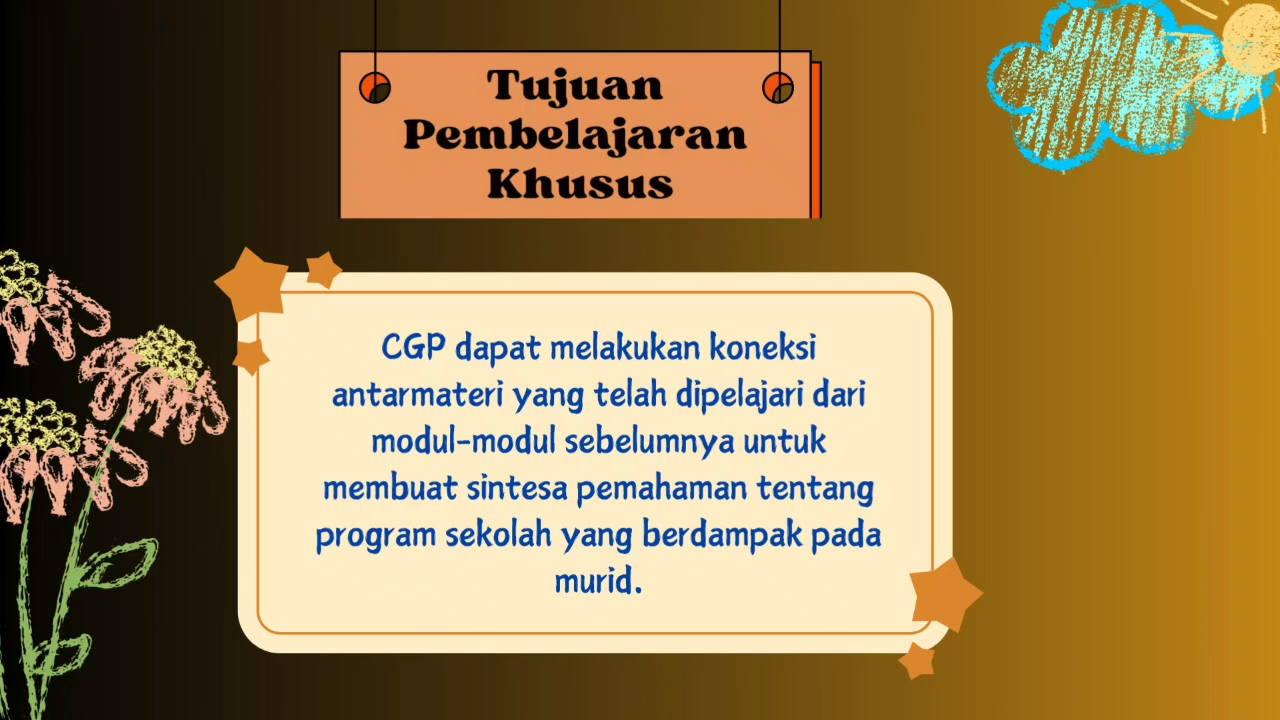 Tujuan
Pembelajaran
Khusus
CGP dapat melakukan koneksi
antarmateri yang telah dipelajari dari
modul-modul sebelumnya untuk
membuat sintesa pemahaman tentang
program sekolah yang berdampak pada
murid.